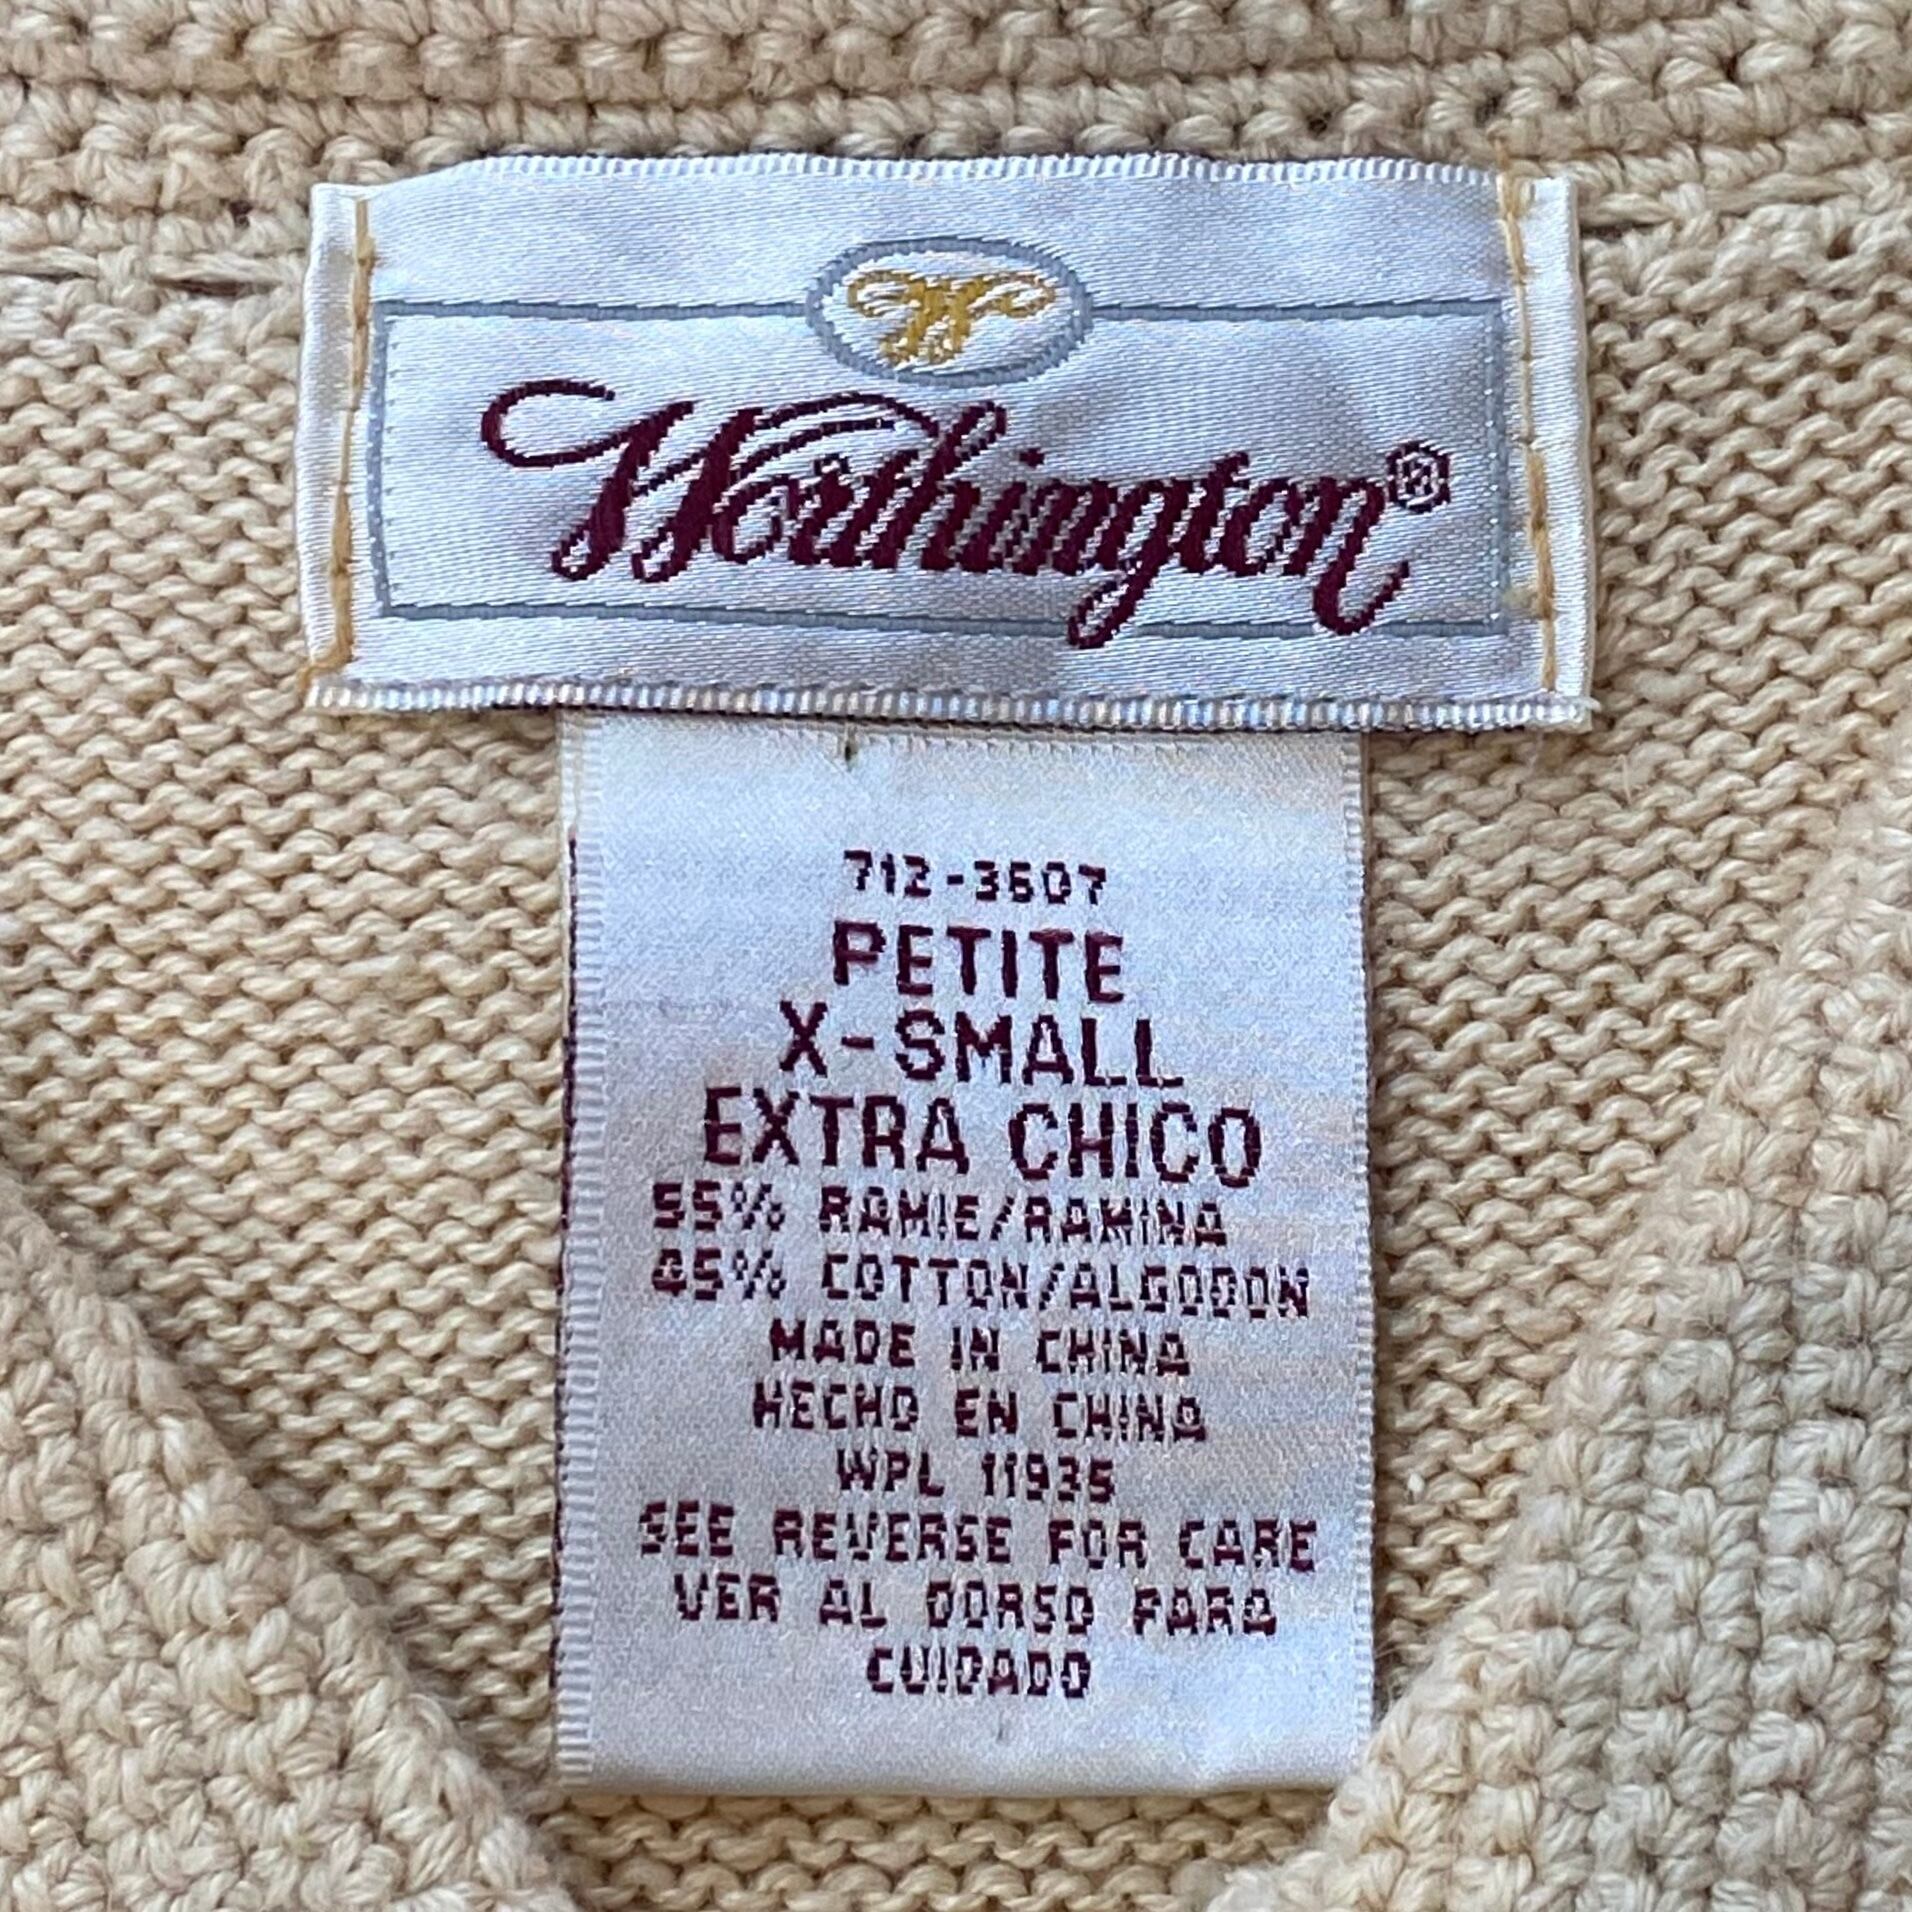 W
Worthington®
712-3607
PETITE
X-SMALL
EXTRA CHICO
55% RAMIE/RAMINA
45% COTTON/ALGODON
MADE IN CHINA
HECHO EN CHINA
WPL 11935
SEE REVERSE FOR CARE
VER AL DORSO PARA
CUIDADO